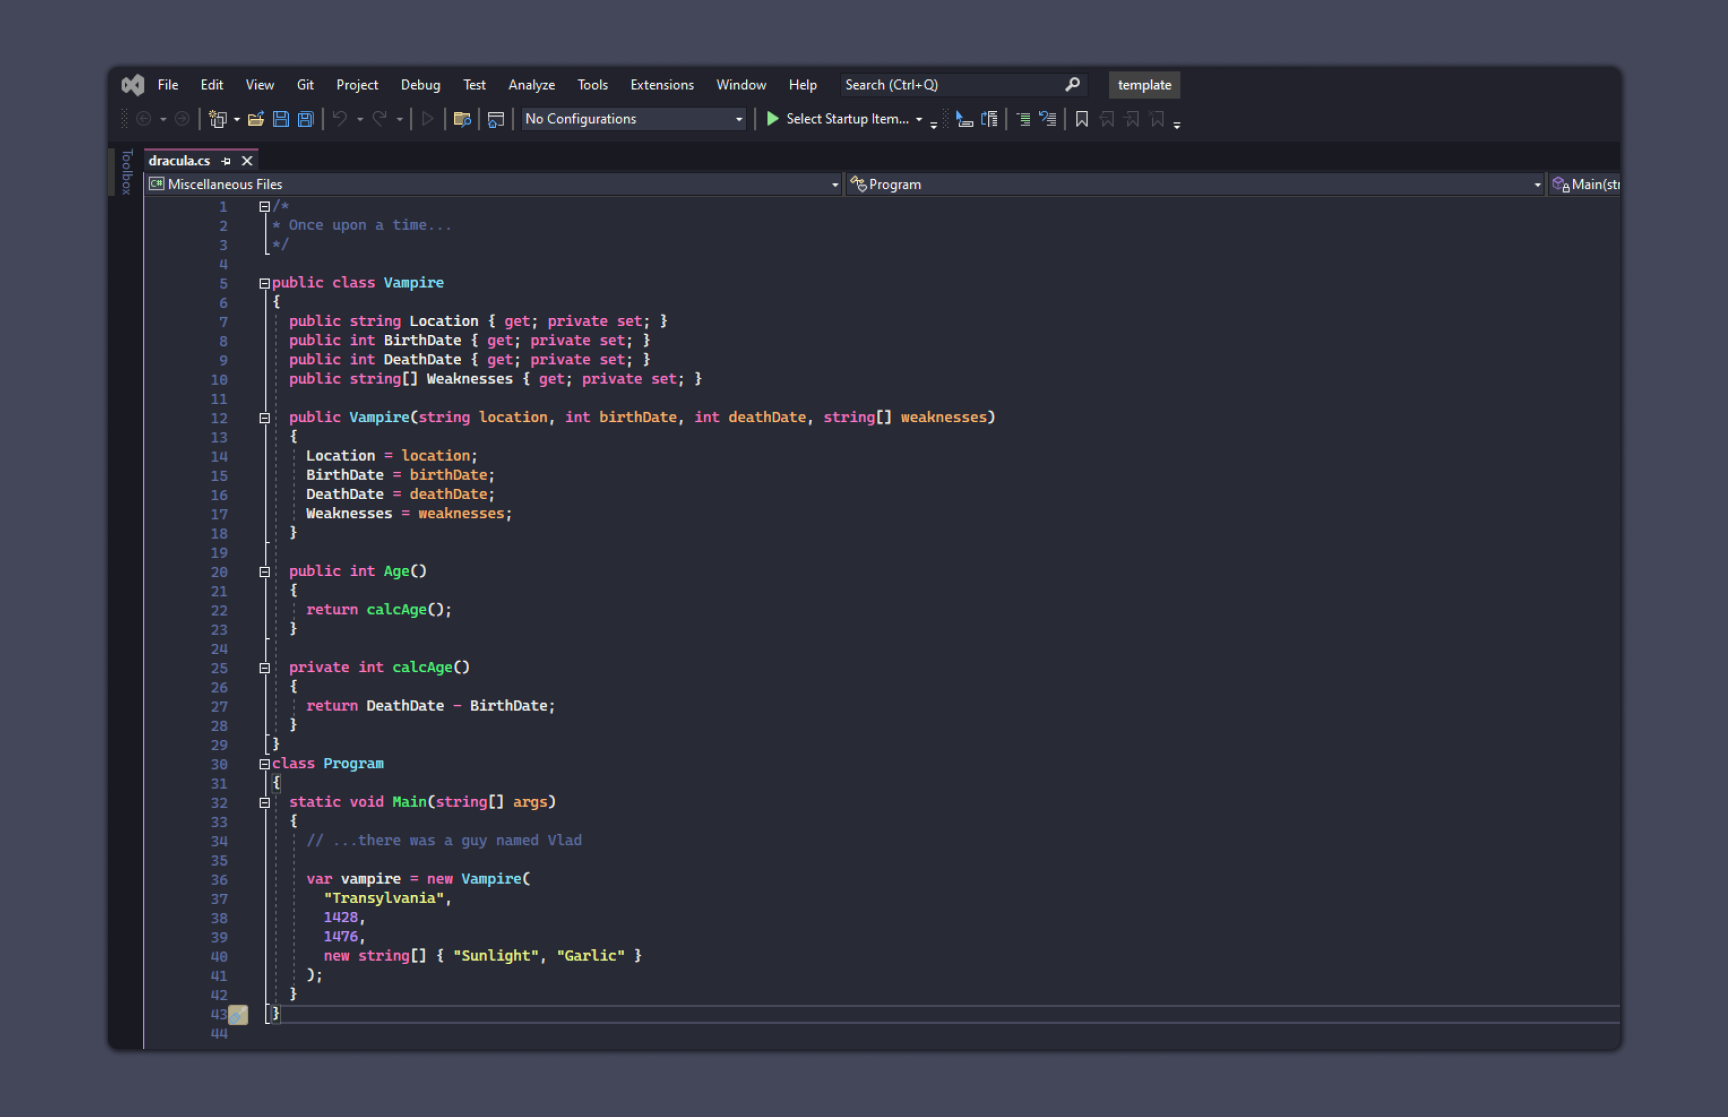 File Edit View Git Project Debug Test Analyze Tools Extensions Window Help Search (Ctrl+Q) template
No Configurations Select Startup Item...
Toolbox
dracula.cs
C# Miscellaneous Files Program Main(str
1 /*
2 * Once upon a time...
3 */
4
5 public class Vampire
6 {
7 public string Location { get; private set; }
8 public int BirthDate { get; private set; }
9 public int DeathDate { get; private set; }
10 public string[] Weaknesses { get; private set; }
11
12 public Vampire(string location, int birthDate, int deathDate, string[] weaknesses)
13 {
14 Location = location;
15 BirthDate = birthDate;
16 DeathDate = deathDate;
17 Weaknesses = weaknesses;
18 }
19
20 public int Age()
21 {
22 return calcAge();
23 }
24
25 private int calcAge()
26 {
27 return DeathDate - BirthDate;
28 }
29 }
30 class Program
31 {
32 static void Main(string[] args)
33 {
34 // ...there was a guy named Vlad
35
36 var vampire = new Vampire(
37 "Transylvania",
38 1428,
39 1476,
40 new string[] { "Sunlight", "Garlic" }
41 );
42 }
43 }
44